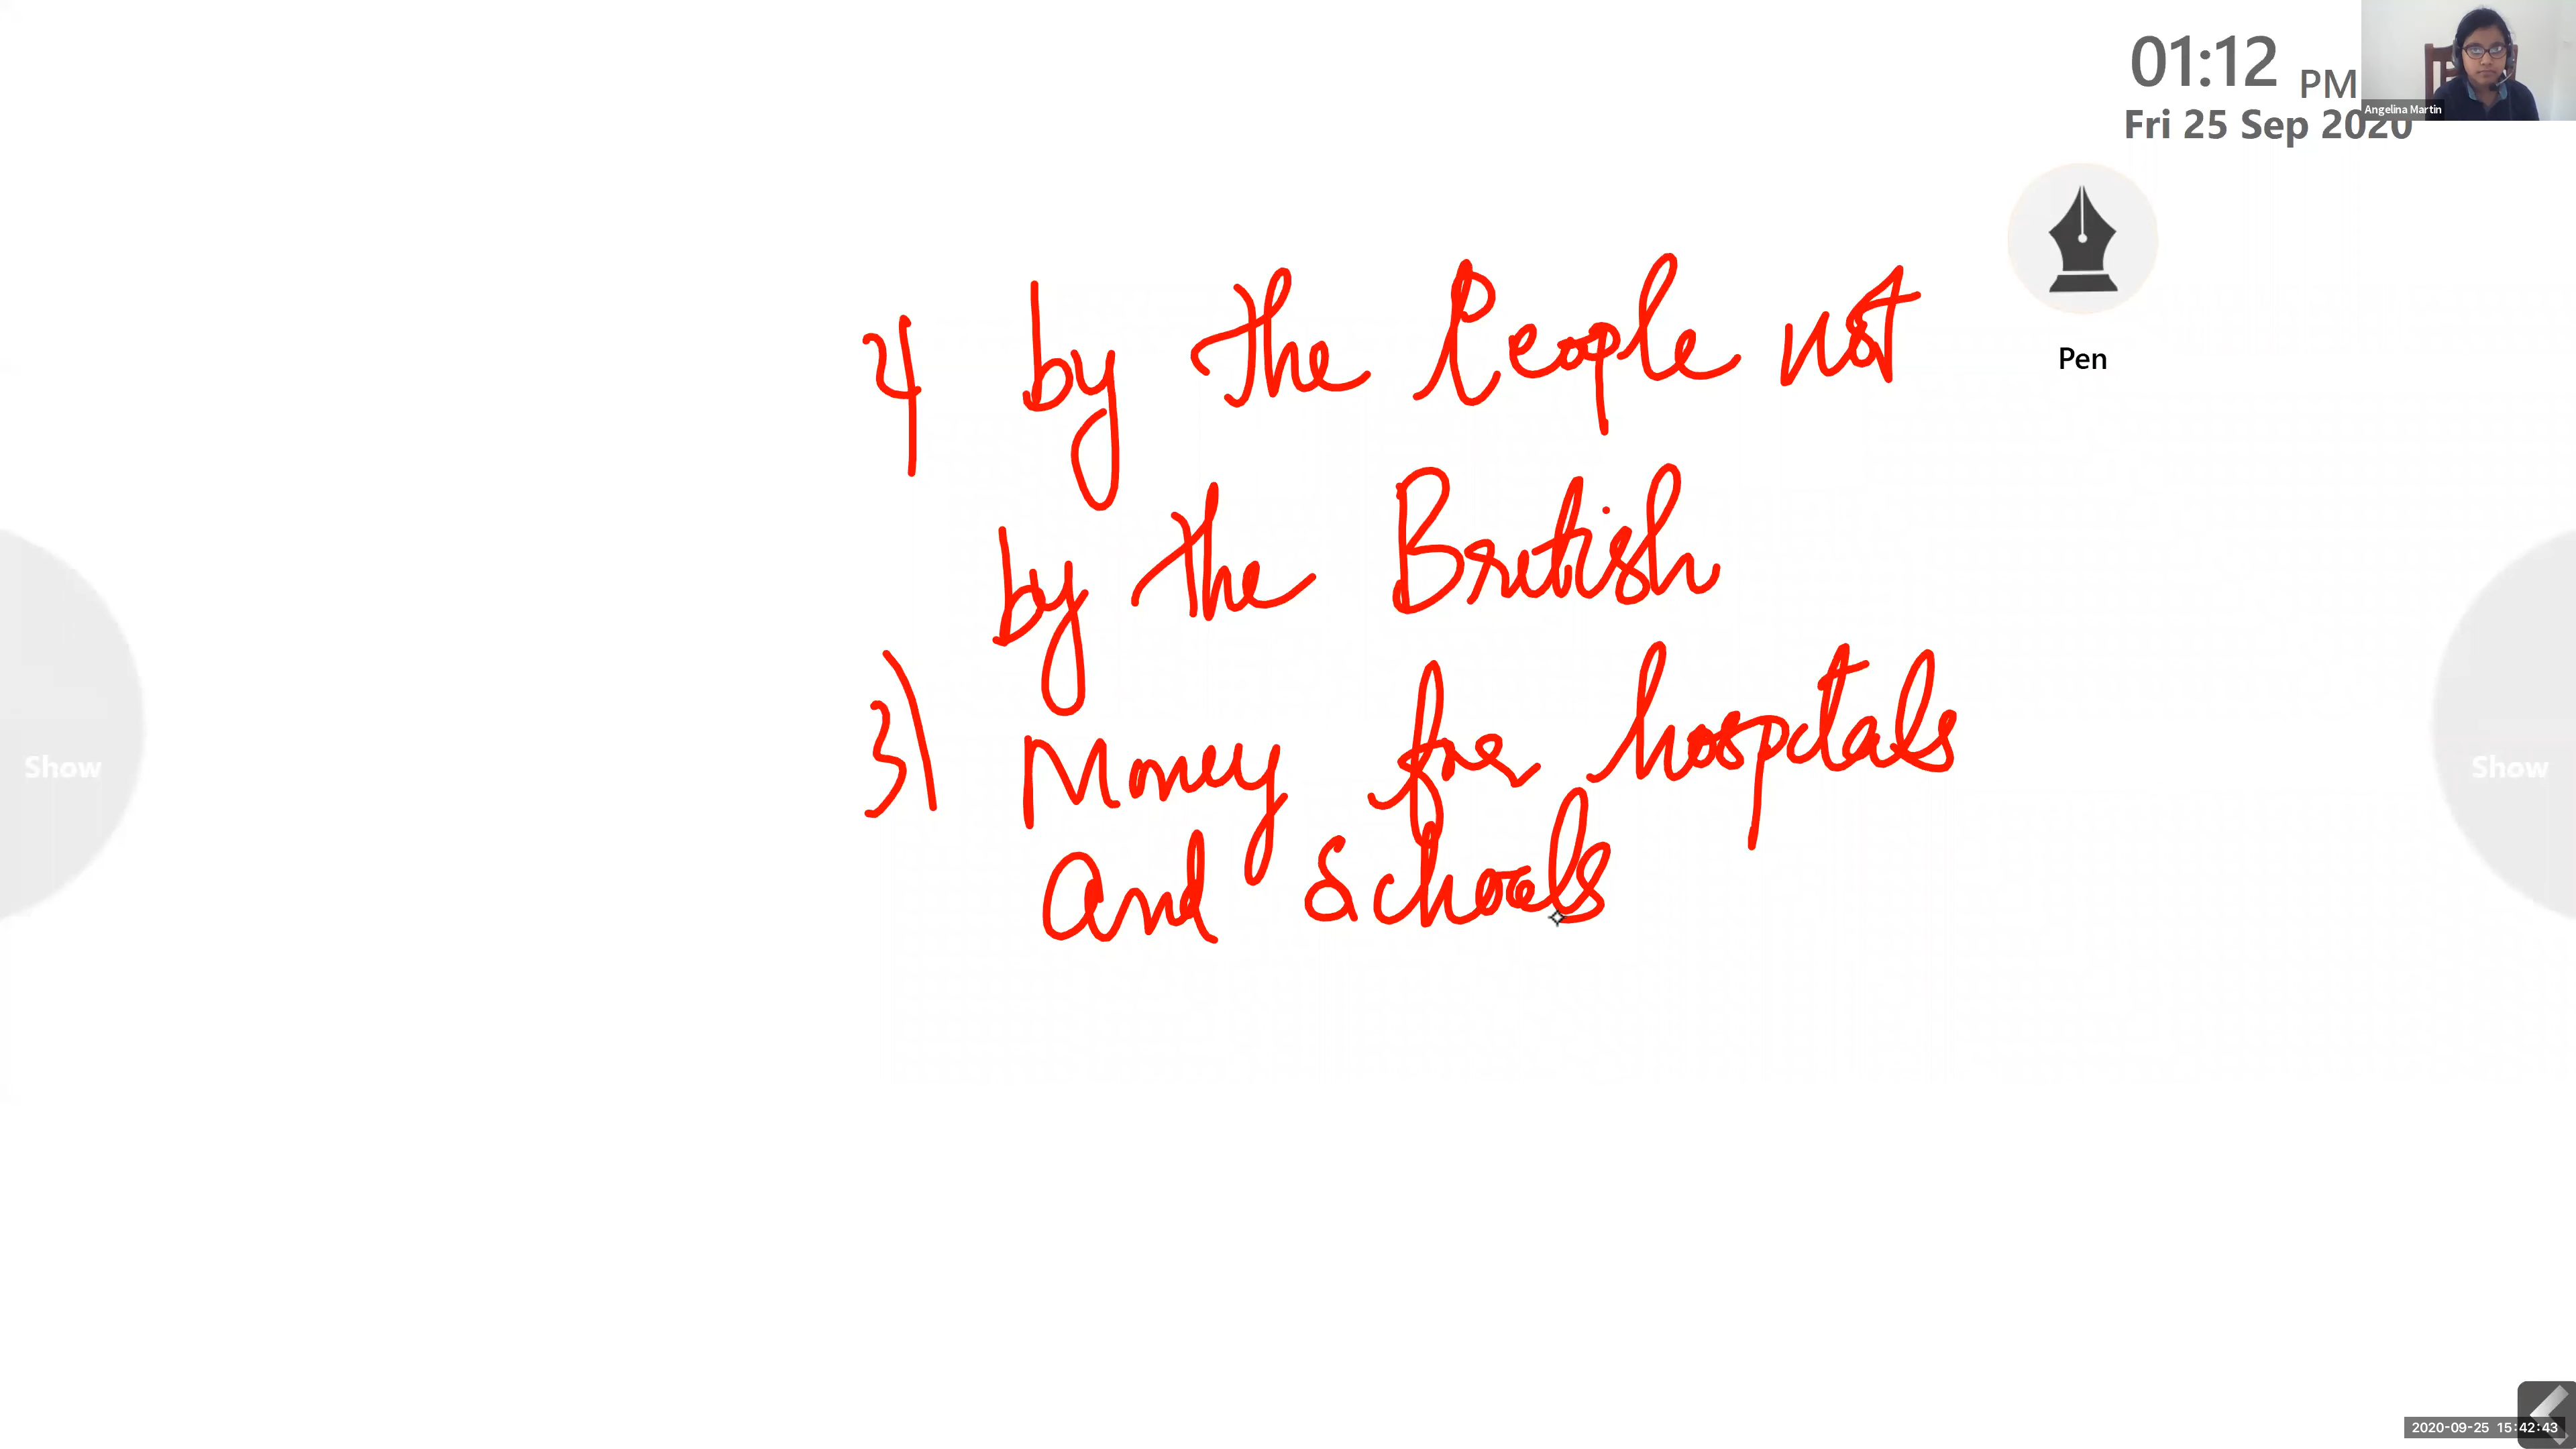 01:12 PM
Angelina Martin
Fri 25 Sep 2020
Pen
2) by the People not
by the British
3) Money for hospitals
and Schools
Show
Show
2020-09-25 15:42:43